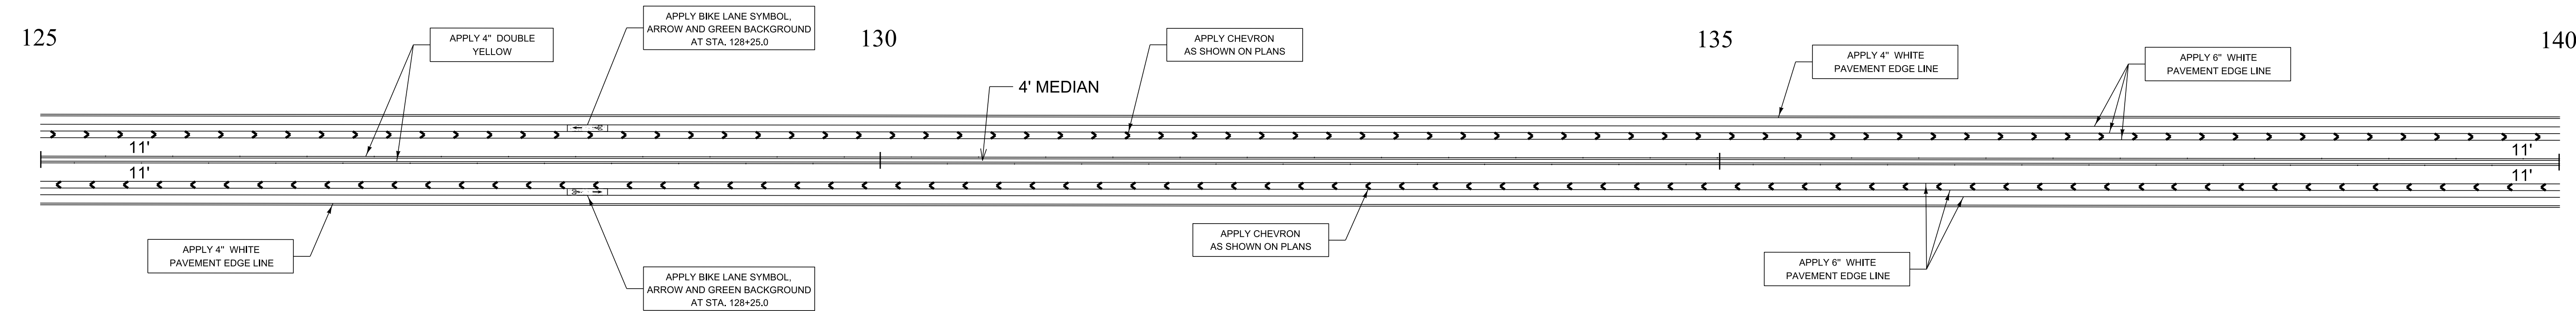 125
130
135
140
APPLY BIKE LANE SYMBOL,
ARROW AND GREEN BACKGROUND
AT STA. 128+25.0
APPLY 4" DOUBLE
YELLOW
APPLY CHEVRON
AS SHOWN ON PLANS
APPLY 4" WHITE
PAVEMENT EDGE LINE
APPLY 6" WHITE
PAVEMENT EDGE LINE
4' MEDIAN
11'
11'
11'
11'
APPLY 4" WHITE
PAVEMENT EDGE LINE
APPLY BIKE LANE SYMBOL,
ARROW AND GREEN BACKGROUND
AT STA. 128+25.0
APPLY CHEVRON
AS SHOWN ON PLANS
APPLY 6" WHITE
PAVEMENT EDGE LINE